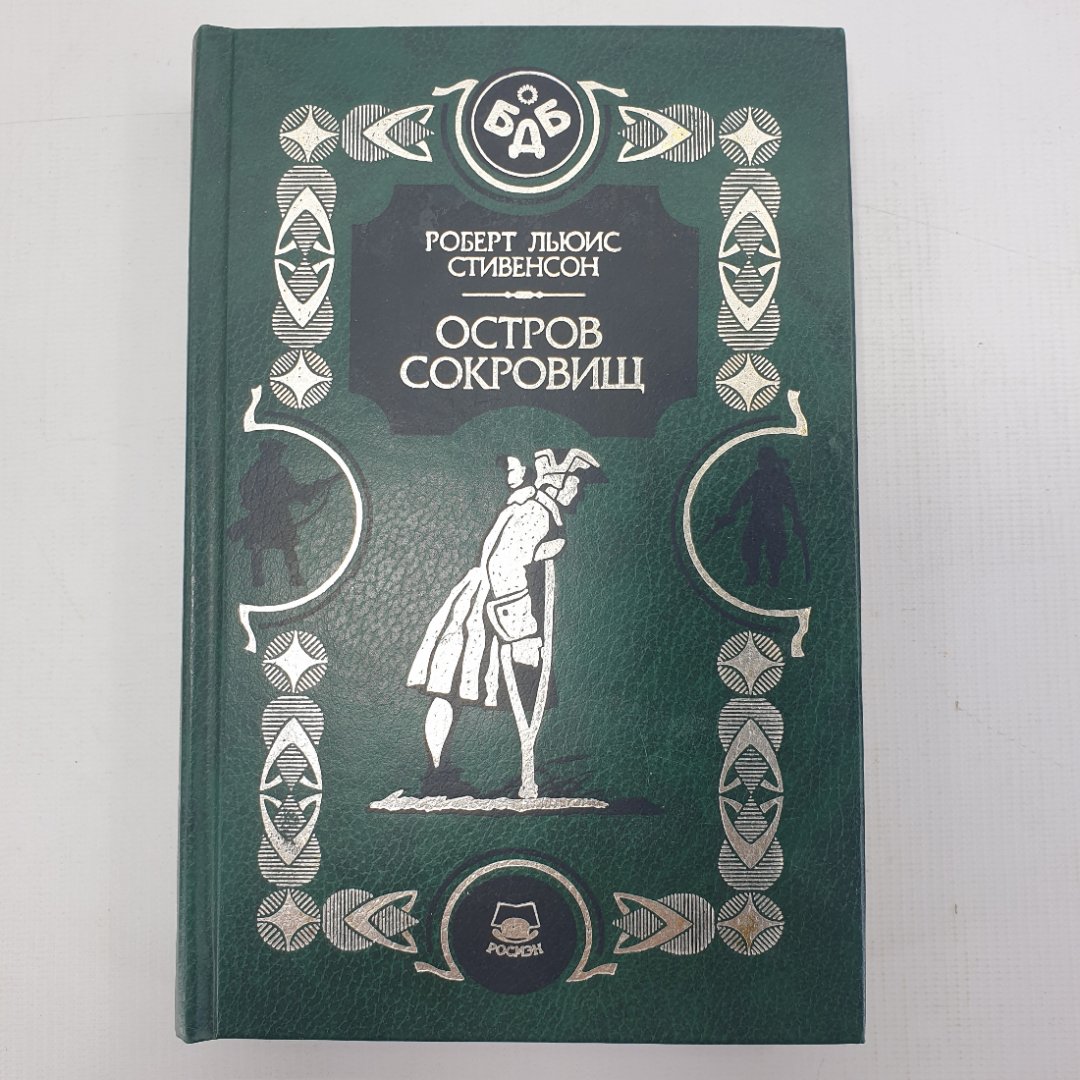 БДБ
РОБЕРТ ЛЬЮИС
СТИВЕНСОН
ОСТРОВ
СОКРОВИЩ
РОСМЭН